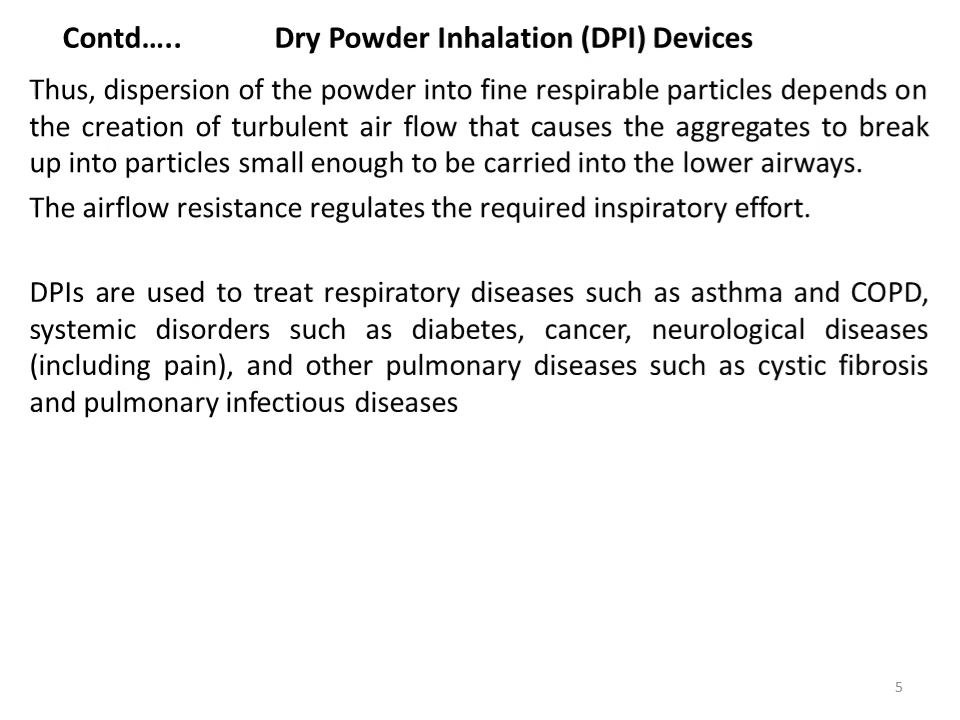 Contd….. Dry Powder Inhalation (DPI) Devices
Thus, dispersion of the powder into fine respirable particles depends on
the creation of turbulent air flow that causes the aggregates to break
up into particles small enough to be carried into the lower airways.
The airflow resistance regulates the required inspiratory effort.
DPIs are used to treat respiratory diseases such as asthma and COPD,
systemic disorders such as diabetes, cancer, neurological diseases
(including pain), and other pulmonary diseases such as cystic fibrosis
and pulmonary infectious diseases
5